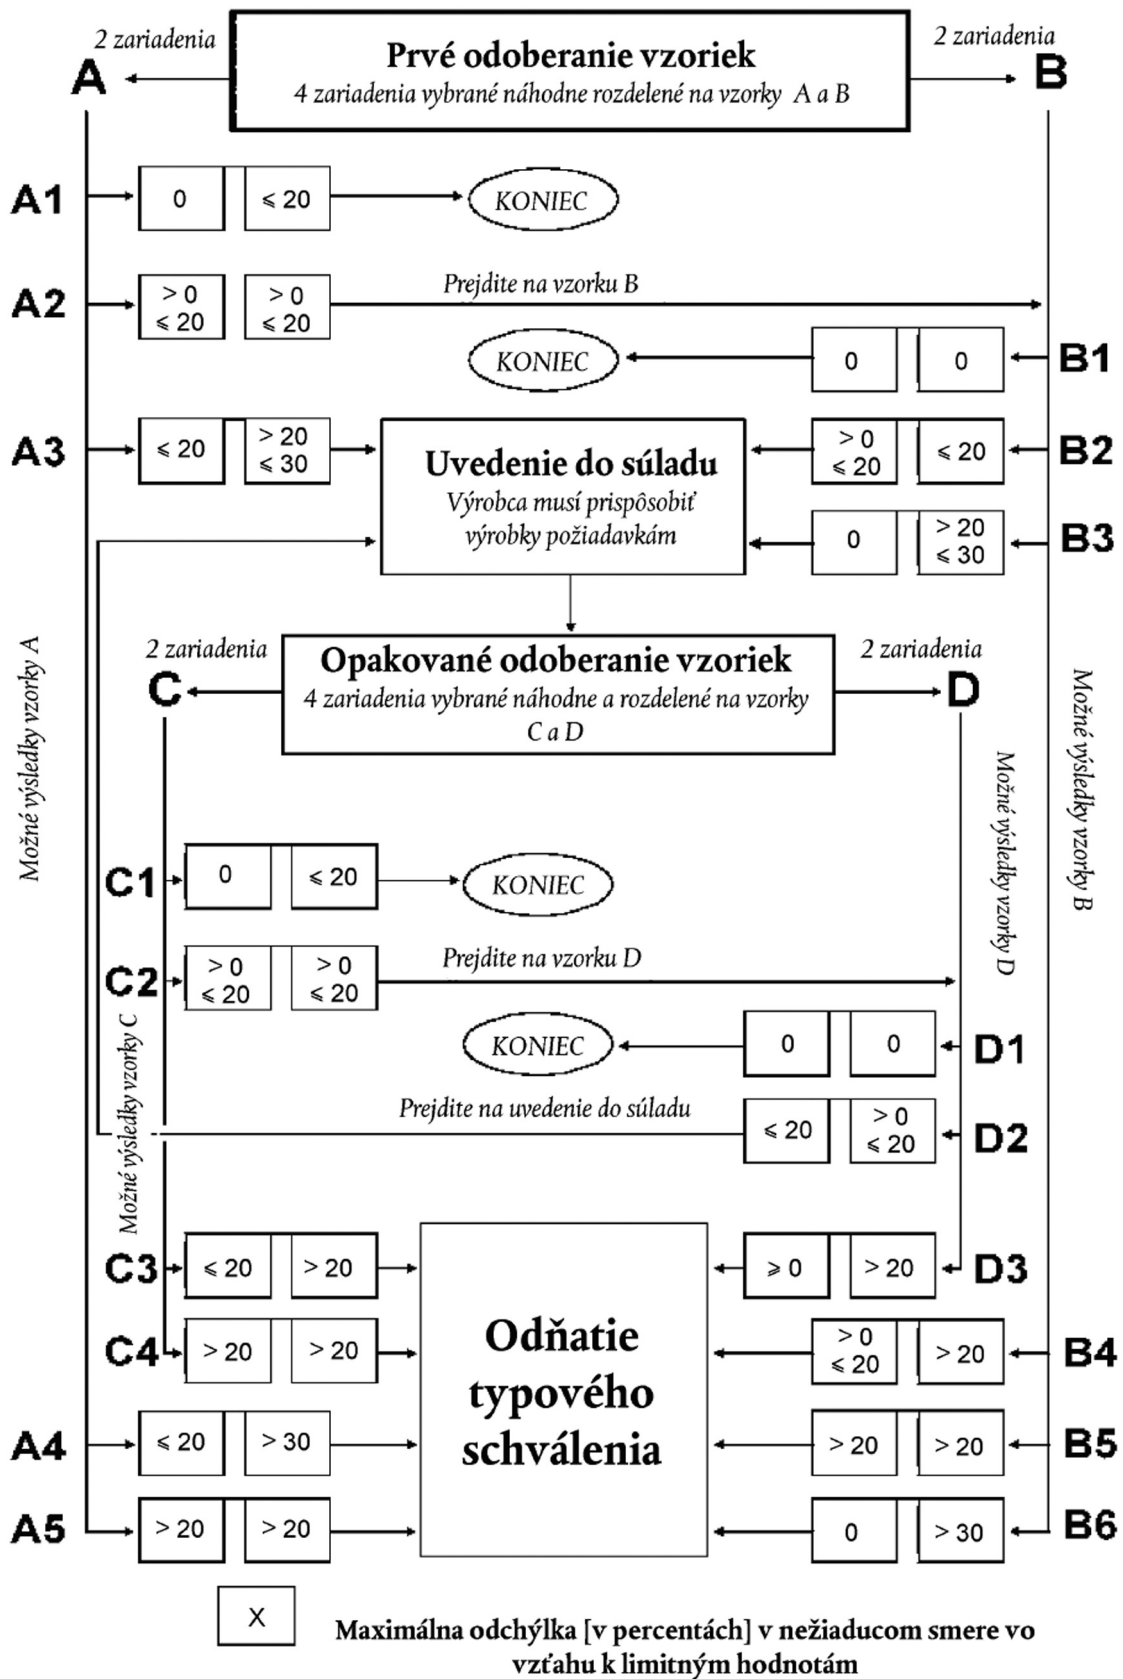 2 zariadenia
Prvé odoberanie vzoriek
2 zariadenia
A
4 zariadenia vybrané náhodne rozdelené na vzorky A a B
B
A1
0
⩽ 20
KONIEC
A2
> 0
⩽ 20
> 0
⩽ 20
Prejdite na vzorku B
KONIEC
0
0
B1
A3
⩽ 20
> 20
⩽ 30
Uvedenie do súladu
Výrobca musí prispôsobiť
výrobky požiadavkám
> 0
⩽ 20
⩽ 20
B2
0
> 20
⩽ 30
B3
Možné výsledky vzorky A
2 zariadenia
Opakované odoberanie vzoriek
2 zariadenia
C
4 zariadenia vybrané náhodne a rozdelené na vzorky
C a D
D
Možné výsledky vzorky B
Možné výsledky vzorky D
C1
0
⩽ 20
KONIEC
C2
> 0
⩽ 20
> 0
⩽ 20
Prejdite na vzorku D
Možné výsledky vzorky C
KONIEC
0
0
D1
Prejdite na uvedenie do súladu
⩽ 20
> 0
⩽ 20
D2
C3
⩽ 20
> 20
Odňatie
typového
schválenia
⩾ 0
> 20
D3
C4
> 20
> 20
> 0
⩽ 20
> 20
B4
A4
⩽ 20
> 30
> 20
> 20
B5
A5
> 20
> 20
0
> 30
B6
X
Maximálna odchýlka [v percentách] v nežiaducom smere vo
vzťahu k limitným hodnotám